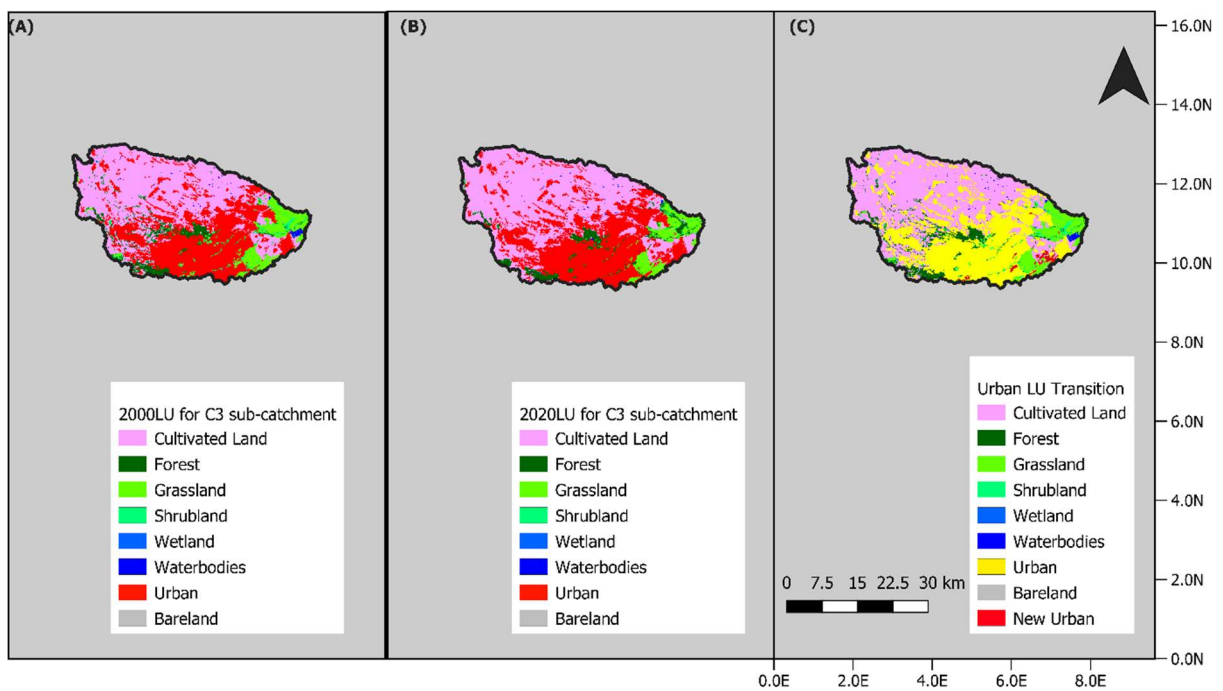 (A)
(B)
(C)
2000LU for C3 sub-catchment
Cultivated Land
Forest
Grassland
Shrubland
Wetland
Waterbodies
Urban
Bareland
2020LU for C3 sub-catchment
Cultivated Land
Forest
Grassland
Shrubland
Wetland
Waterbodies
Urban
Bareland
Urban LU Transition
Cultivated Land
Forest
Grassland
Shrubland
Wetland
Waterbodies
Urban
Bareland
New Urban
0 7.5 15 22.5 30 km
16.0N
14.0N
12.0N
10.0N
8.0N
6.0N
4.0N
2.0N
0.0N
0.0E 2.0E 4.0E 6.0E 8.0E